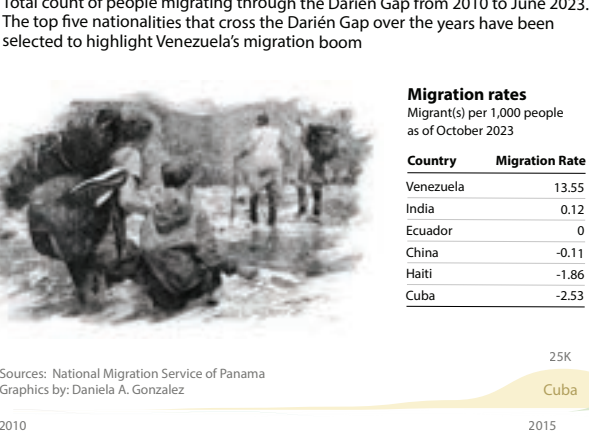 Total count of people migrating through the Darién Gap from 2010 to June 2023.
The top five nationalities that cross the Darién Gap over the years have been
selected to highlight Venezuela’s migration boom
Migration rates
Migrant(s) per 1,000 people
as of October 2023
Country Migration Rate
Venezuela 13.55
India 0.12
Ecuador 0
China -0.11
Haiti -1.86
Cuba -2.53
25K
Sources: National Migration Service of Panama
Graphics by: Daniela A. Gonzalez
Cuba
2010 2015